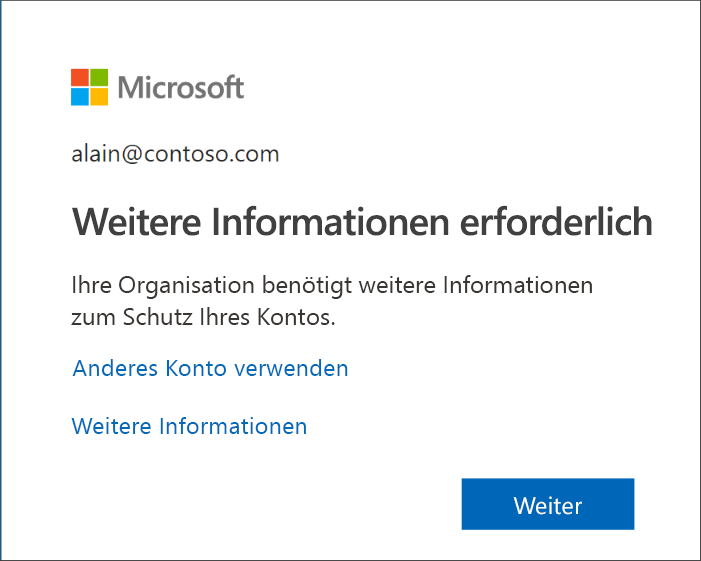 Microsoft
alain@contoso.com
Weitere Informationen erforderlich
Ihre Organisation benötigt weitere Informationen
zum Schutz Ihres Kontos.
Anderes Konto verwenden
Weitere Informationen
Weiter